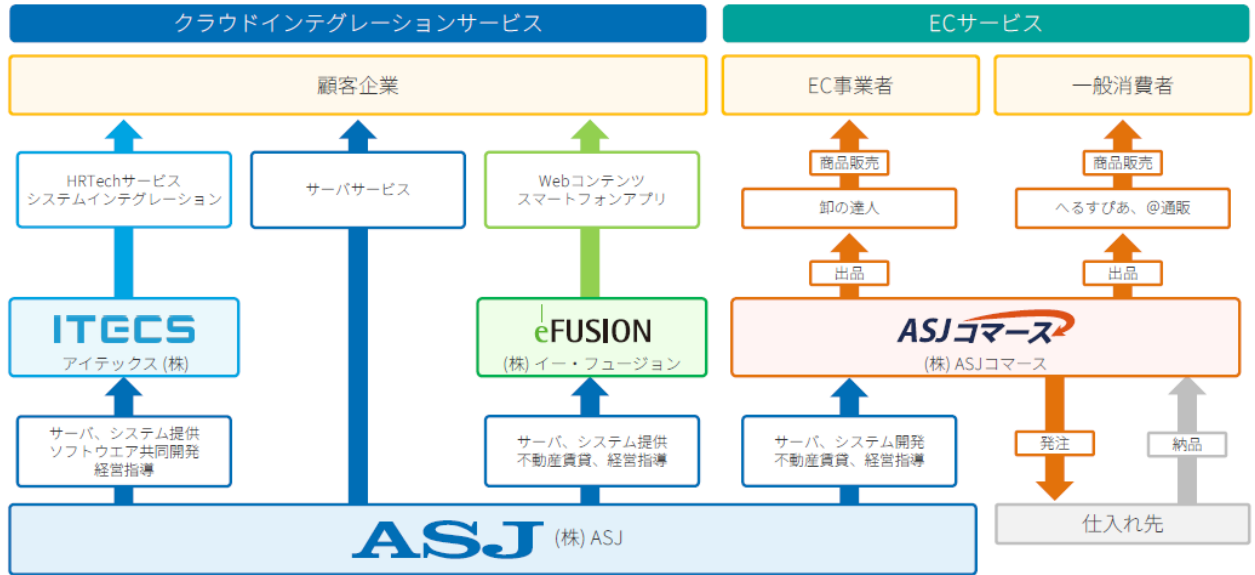 クラウドインテグレーションサービス
ECサービス
顧客企業
EC事業者
一般消費者
HRTechサービス
システムインテグレーション
サーバサービス
Webコンテンツ
スマートフォンアプリ
商品販売
商品販売
卸の達人
へるすぴあ、@通販
出品
出品
ITECS
アイテックス (株)
eFUSION
(株) イー・フュージョン
ASJコマース
(株) ASJコマース
サーバ、システム提供
ソフトウエア共同開発
経営指導
サーバ、システム提供
不動産賃貸、経営指導
サーバ、システム開発
不動産賃貸、経営指導
発注
納品
仕入れ先
ASJ (株) ASJ